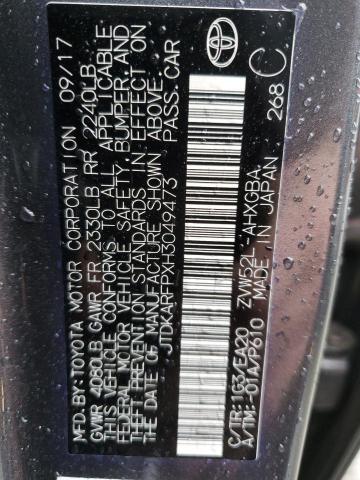 MFD. BY: TOYOTA MOTOR CORPORATION 09/17
GVWR 4080LB GAWR FR 2330LB RR 2240LB
THIS VEHICLE CONFORMS TO ALL APPLICABLE
FEDERAL MOTOR VEHICLE SAFETY, BUMPER, AND
THEFT PREVENTION STANDARDS IN EFFECT ON
THE DATE OF MANUFACTURE SHOWN ABOVE.
JTDKARFPXH3049473 PASS.CAR
C/TR: 1G3/EA20 ZVW52L-AHXGBA
A/TM: -01A/P610 MADE IN JAPAN 268 C